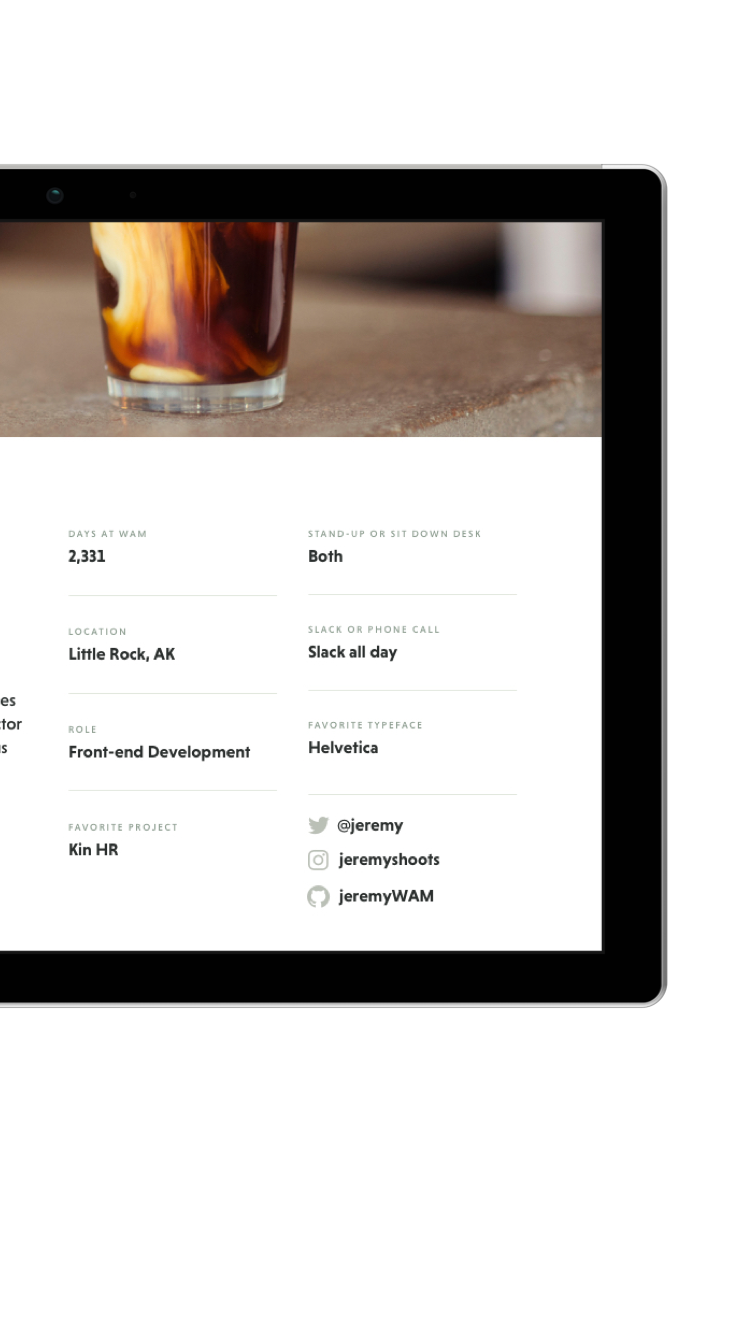 es
tor
s
DAYS AT WAM
2,331
LOCATION
Little Rock, AK
ROLE
Front-end Development
FAVORITE PROJECT
Kin HR
STAND-UP OR SIT DOWN DESK
Both
SLACK OR PHONE CALL
Slack all day
FAVORITE TYPEFACE
Helvetica
@jeremy
jeremyshoots
jeremyWAM